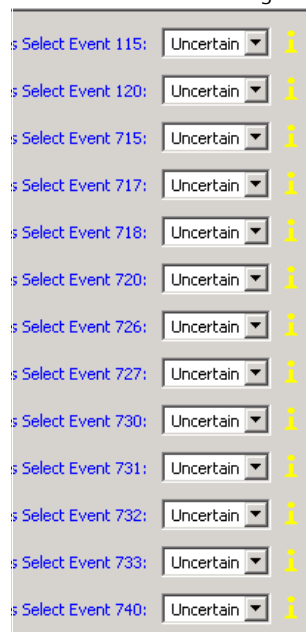 s Select Event 115: Uncertain
s Select Event 120: Uncertain
s Select Event 715: Uncertain
s Select Event 717: Uncertain
s Select Event 718: Uncertain
s Select Event 720: Uncertain
s Select Event 726: Uncertain
s Select Event 727: Uncertain
s Select Event 730: Uncertain
s Select Event 731: Uncertain
s Select Event 732: Uncertain
s Select Event 733: Uncertain
s Select Event 740: Uncertain